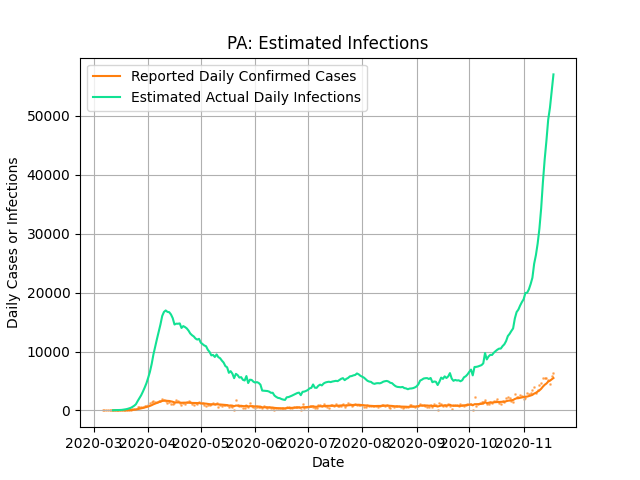 PA: Estimated Infections
Reported Daily Confirmed Cases
Estimated Actual Daily Infections
Daily Cases or Infections
50000
40000
30000
20000
10000
0
2020-03 2020-04 2020-05 2020-06 2020-07 2020-08 2020-09 2020-10 2020-11
Date